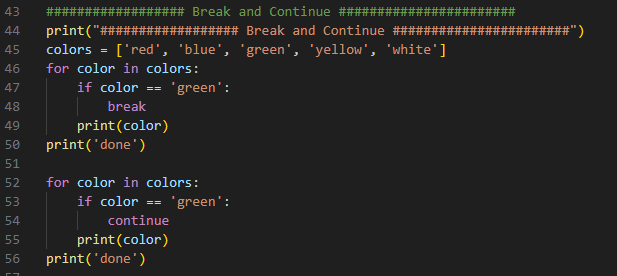 43 ################## Break and Continue #######################
44 print("################## Break and Continue #######################")
45 colors = ['red', 'blue', 'green', 'yellow', 'white']
46 for color in colors:
47     if color == 'green':
48         break
49     print(color)
50 print('done')
51
52 for color in colors:
53     if color == 'green':
54         continue
55     print(color)
56 print('done')